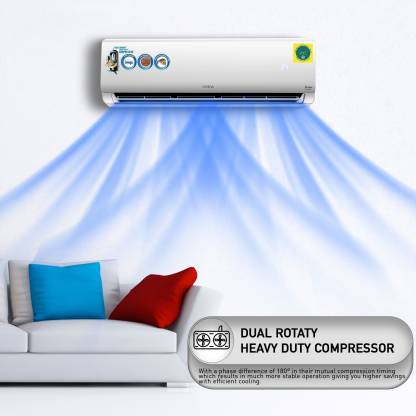 DUAL ROTATY
HEAVY DUTY COMPRESSOR
With a phase difference of 180º in their mutual compression timing
which results in much more stable operation giving you higher savings
with efficient cooling.